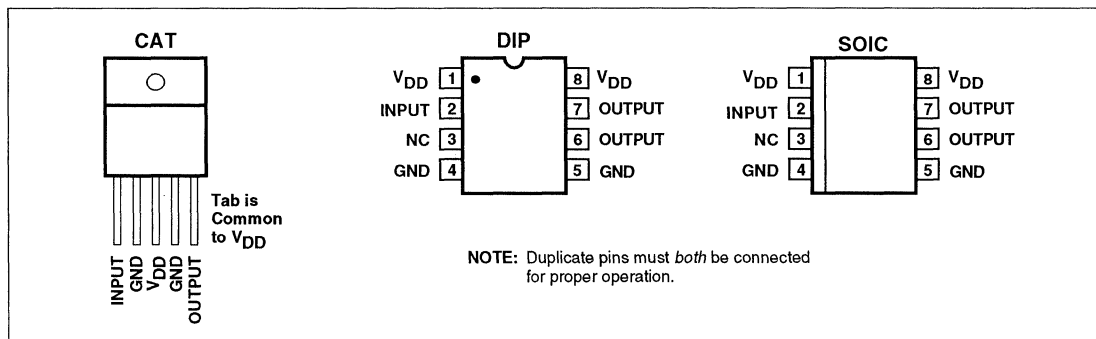 CAT
Tab is
Common
to VDD
INPUT
GND
VDD
GND
OUTPUT
DIP
VDD 1 8 VDD
INPUT 2 7 OUTPUT
NC 3 6 OUTPUT
GND 4 5 GND
SOIC
VDD 1 8 VDD
INPUT 2 7 OUTPUT
NC 3 6 OUTPUT
GND 4 5 GND
NOTE: Duplicate pins must both be connected
for proper operation.